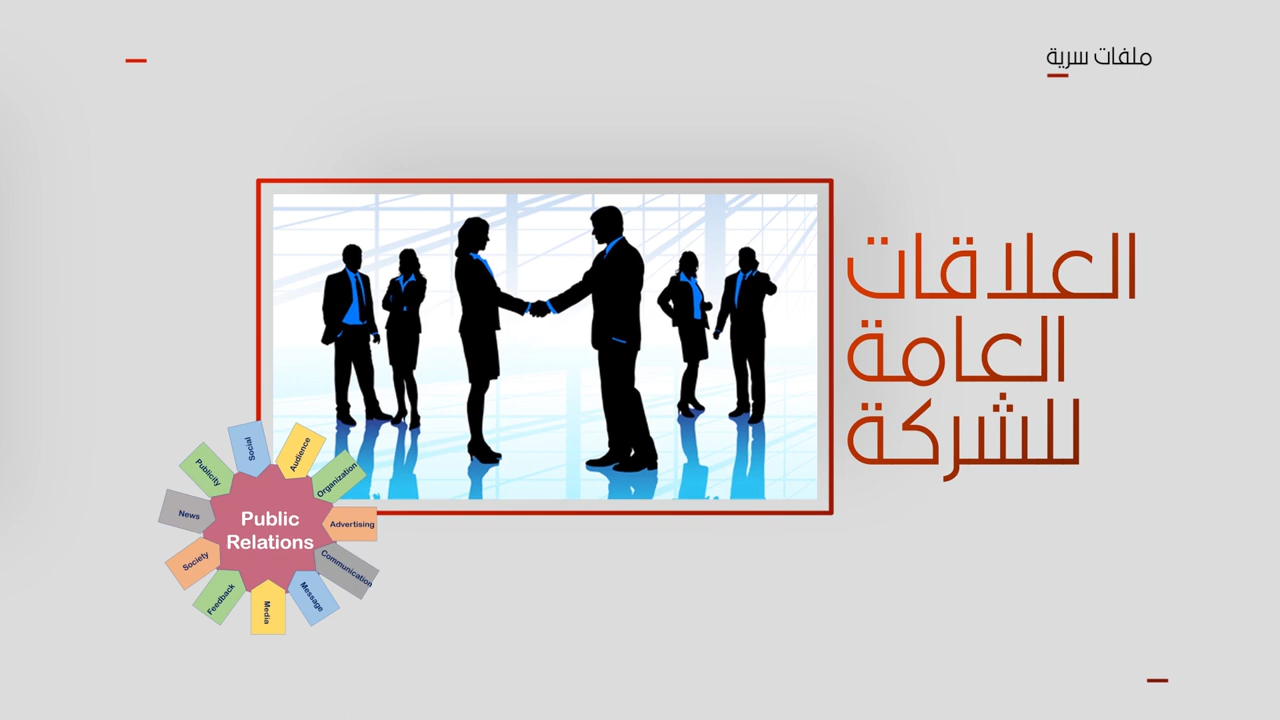 ملفات سرية
العلاقات
العامة
للشركة
Public
Relations
Social
Audience
Organization
Advertising
Communication
Message
Media
Feedback
Society
News
Publicity